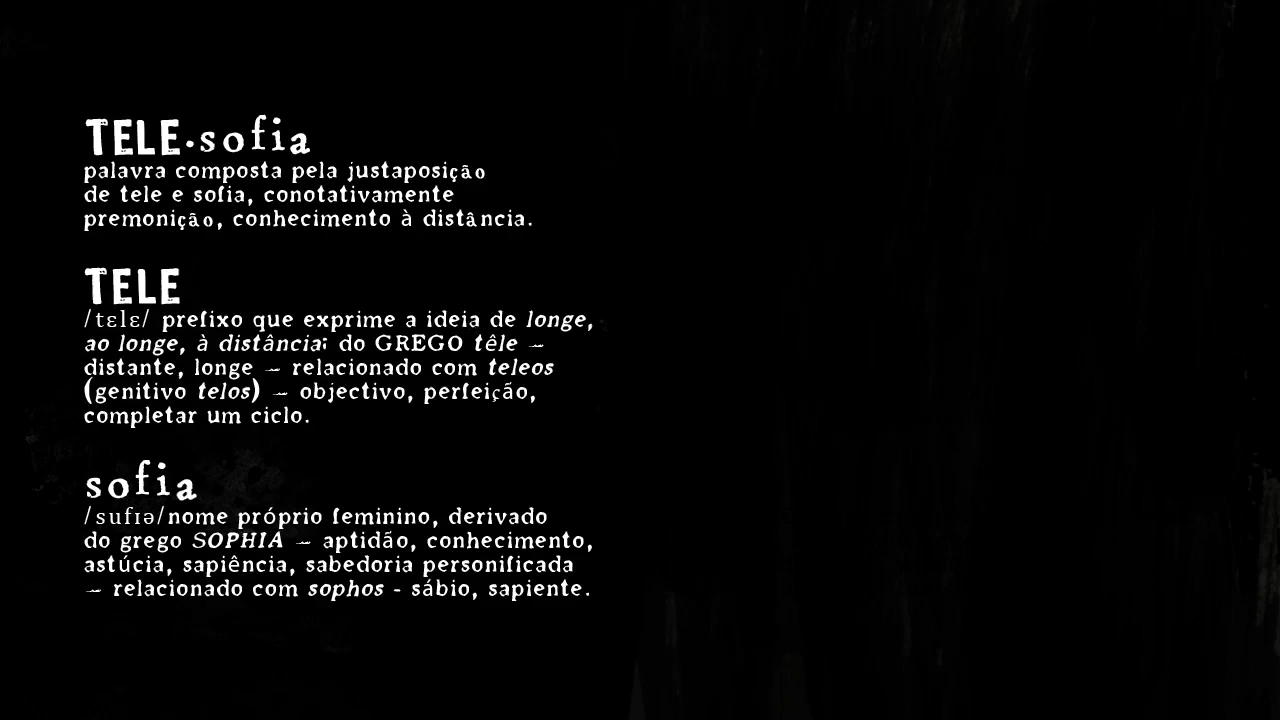 TELE·sofia
palavra composta pela justaposição
de tele e sofia, conotativamente
premonição, conhecimento à distância.
TELE
/tɛlɛ/ prefixo que exprime a ideia de longe,
ao longe, à distância; do GREGO têle —
distante, longe — relacionado com teleos
(genitivo telos) — objectivo, perfeição,
completar um ciclo.
sofia
/sufɪə/nome próprio feminino, derivado
do grego SOPHIA — aptidão, conhecimento,
astúcia, sapiência, sabedoria personificada
— relacionado com sophos - sábio, sapiente.